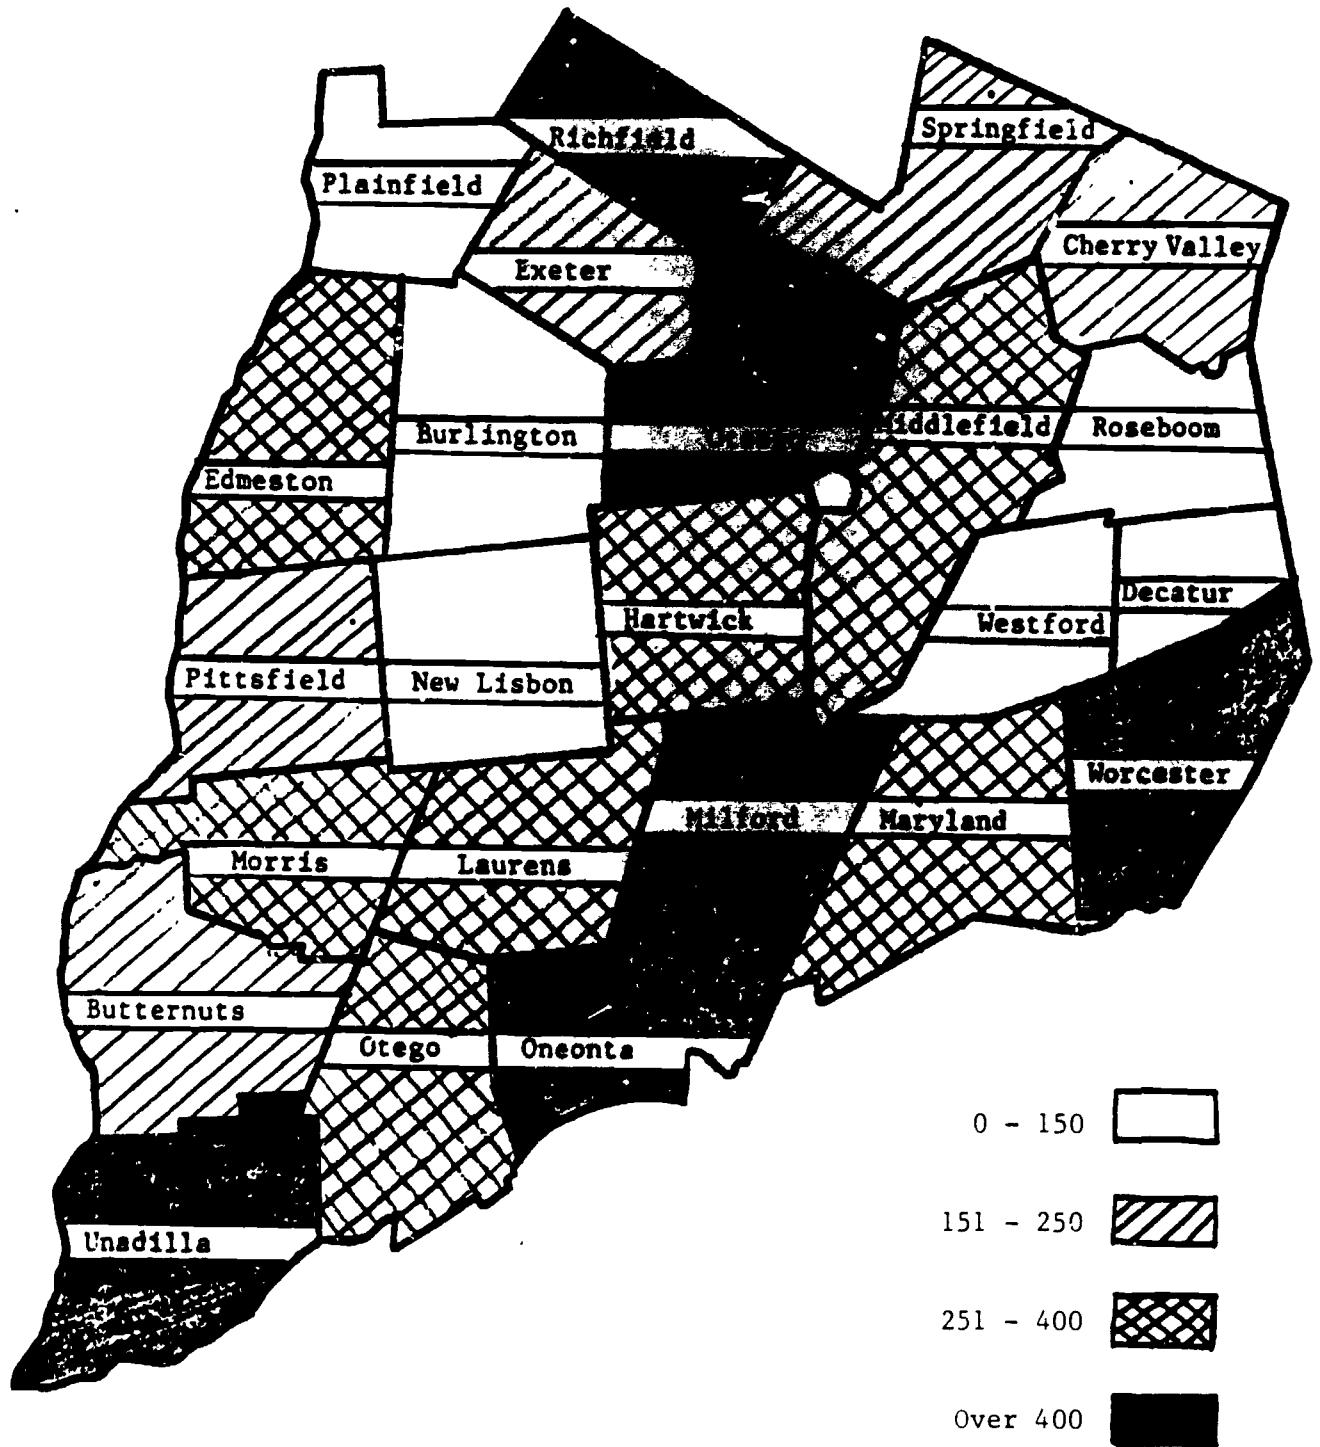 Richfield
Springfield
Plainfield
Cherry Valley
Exeter
Burlington
Middlefield
Roseboom
Edmeston
Decatur
Hartwick
Westford
Pittsfield
New Lisbon
Worcester
Milford
Maryland
Morris
Laurens
Butternuts
Otego
Oneonta
Unadilla
0 - 150
151 - 250
251 - 400
Over 400